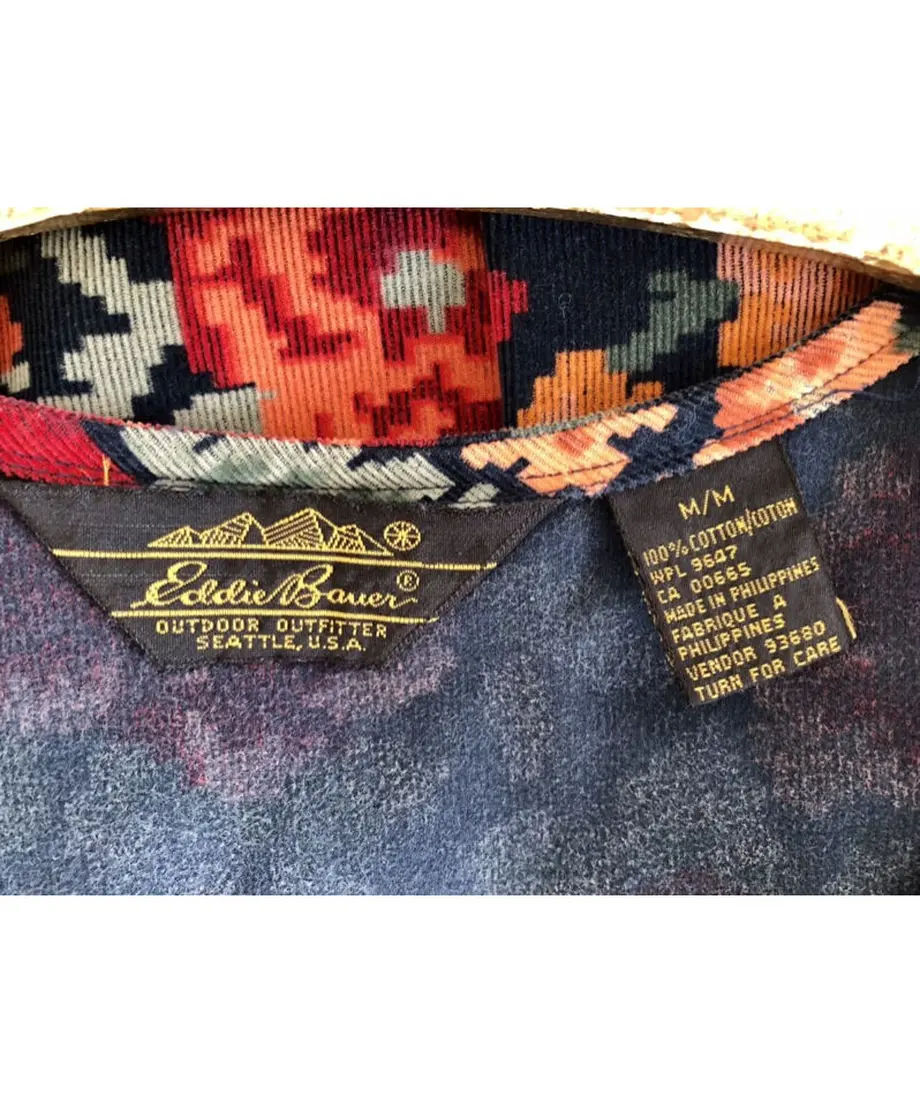 Eddie Bauer®
OUTDOOR OUTFITTER
SEATTLE, U.S.A.
M/M
100% COTTON/COTON
WPL 9647
CA 00665
MADE IN PHILIPPINES
FABRIQUE A
PHILIPPINES
VENDOR 93680
TURN FOR CARE